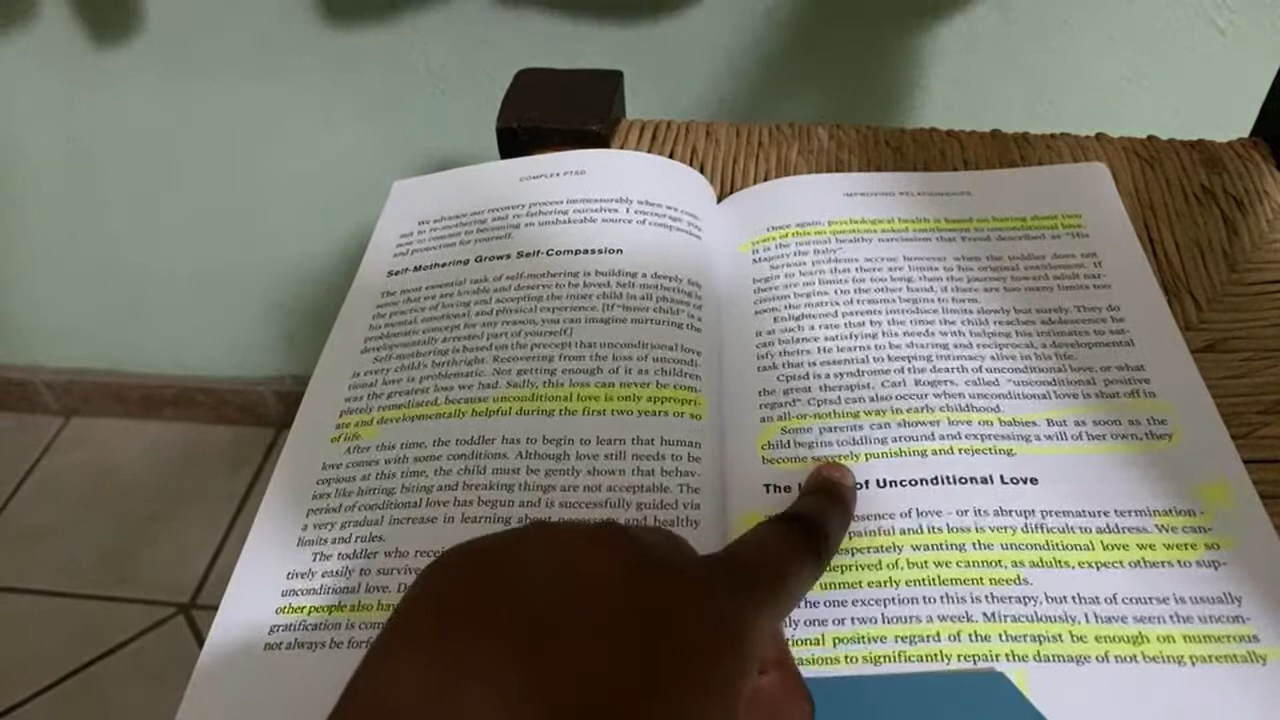 COMPLEX PTSD
We advance our recovery process immeasurably when we com-
mit to re-mothering and re-fathering ourselves. I encourage you
now to commit to becoming an unshakeable source of compassion
and protection for yourself.
Self-Mothering Grows Self-Compassion
The most essential task of self-mothering is building a deeply felt
sense that we are lovable and deserve to be loved. Self-mothering is
the practice of loving and accepting the inner child in all phases of
his mental, emotional, and physical experience. [If "inner child" is a
problematic concept for any reason, you can imagine nurturing the
developmentally arrested part of yourself]
Self-mothering is based on the precept that unconditional love
is every child's birthright. Recovering from the loss of uncondi-
tional love is problematic. Not getting enough of it as children
was the greatest loss we had. Sadly, this loss can never be com-
pletely remediated, because unconditional love is only appropri-
ate and developmentally helpful during the first two years or so
of life.
After this time, the toddler has to begin to learn that human
love comes with some conditions. Although love still needs to be
copious at this time, the child must be gently shown that behav-
iors like hitting, biting and breaking things are not acceptable. The
period of conditional love has begun and is successfully guided via
a very gradual increase in learning about necessary and healthy
limits and rules.
The toddler who
tively easily to survive
unconditional love.
other people also
gratification is
not always be
IMPROVING RELATIONSHIPS
Once again, psychological health is based on having about two
years of this no questions asked entitlement to unconditional love.
It is the normal healthy narcissism that Freud described as "His
Majesty the Baby".
Serious problems accrue however when the toddler does not
begin to learn that there are limits to his original entitlement. If
there are no limits for too long, then the journey toward adult nar-
cissism begins. On the other hand, if there are too many limits too
soon, the matrix of trauma begins to form.
Enlightened parents introduce limits slowly but surely. They do
it at such a rate that by the time the child reaches adolescence he
can balance satisfying his needs with helping his intimates to sat-
isfy theirs. He learns to be sharing and reciprocal, a developmental
task that is essential to keeping intimacy alive in his life.
Cptsd is a syndrome of the dearth of unconditional love, or what
the great therapist, Carl Rogers, called "unconditional positive
regard". Cptsd can also occur when unconditional love is shut off in
an all-or-nothing way in early childhood.
Some parents can shower love on babies. But as soon as the
child begins toddling around and expressing a will of her own, they
become severely punishing and rejecting.
The of Unconditional Love
of love - or its abrupt premature termination -
painful and its loss is very difficult to address. We can-
wanting the unconditional love we were so
deprived of, but we cannot, as adults, expect others to sup-
unmet early entitlement needs.
The one exception to this is therapy, but that of course is usually
one or two hours a week. Miraculously, I have seen the uncon-
positive regard of the therapist be enough on numerous
to significantly repair the damage of not being parentally